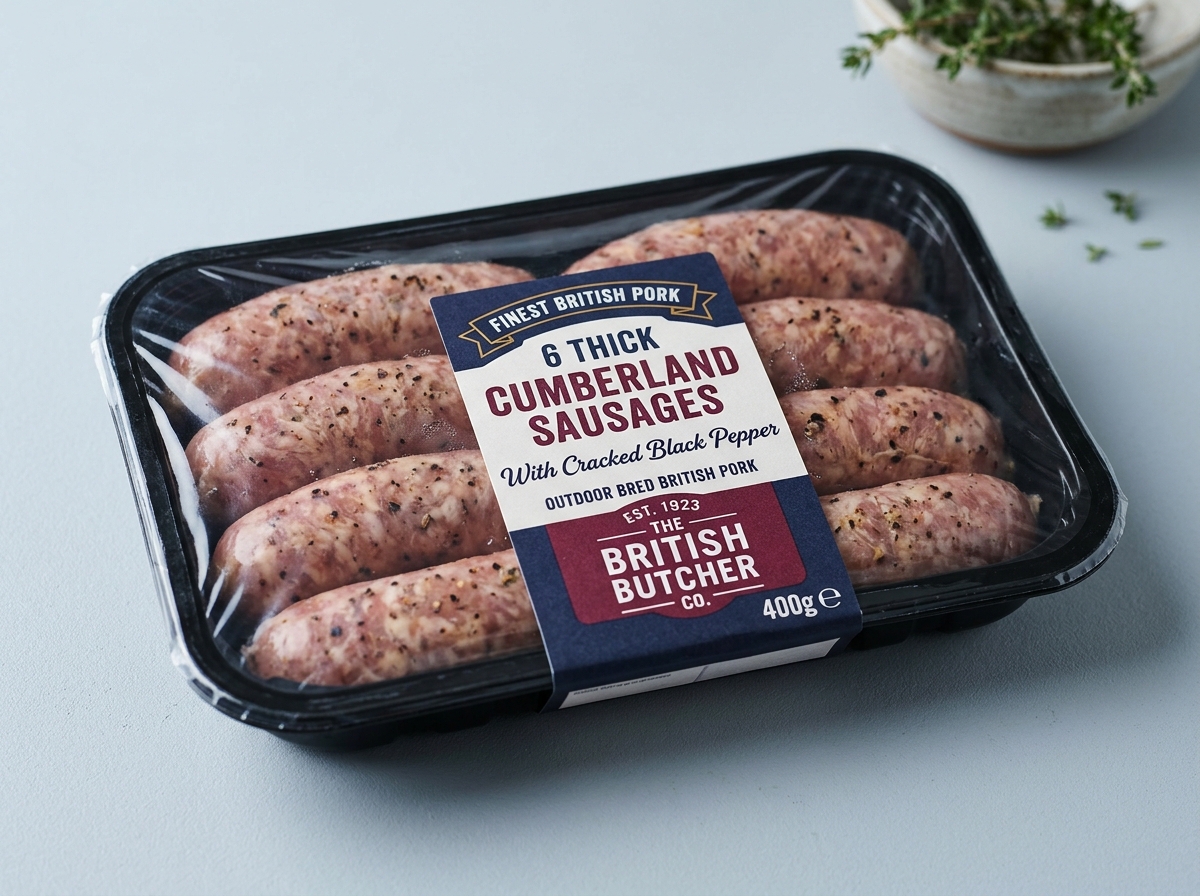 FINEST BRITISH PORK
6 THICK
CUMBERLAND
SAUSAGES
With Cracked Black Pepper
OUTDOOR BRED BRITISH PORK
EST. 1923
THE
BRITISH
BUTCHER
CO.
400g ℮